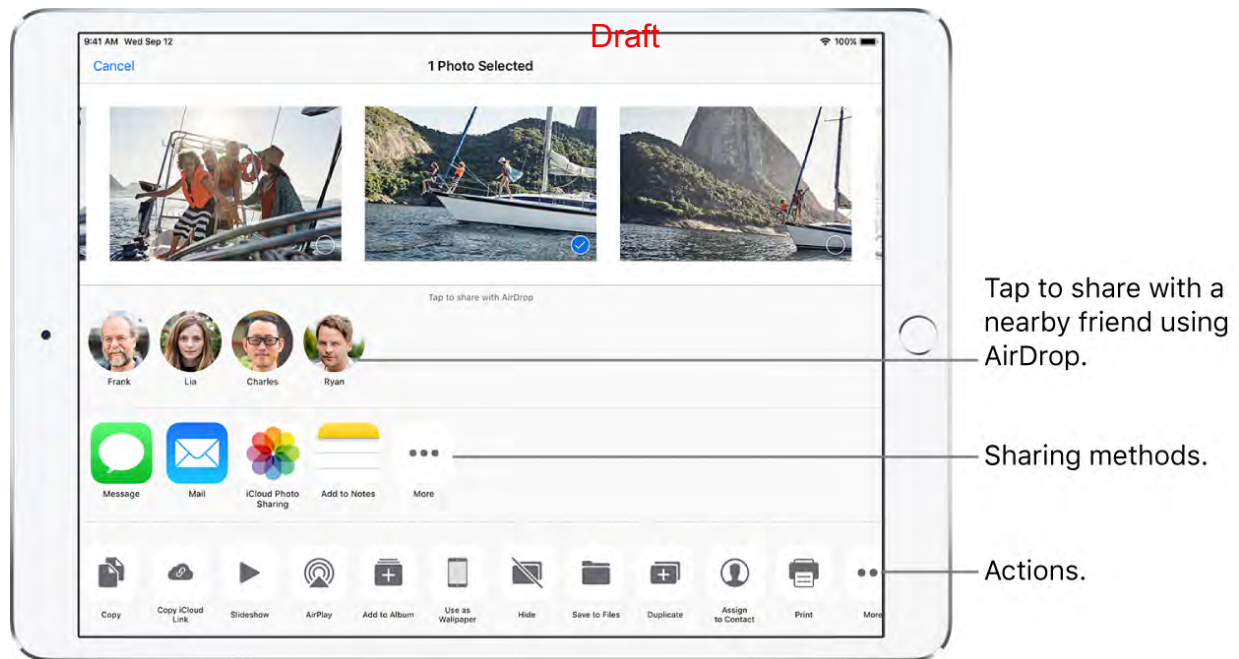 Draft
9:41 AM Wed Sep 12
100%
Cancel
1 Photo Selected
Tap to share with AirDrop
Frank
Lia
Charles
Ryan
Tap to share with a
nearby friend using
AirDrop.
Message
Mail
iCloud Photo
Sharing
Add to Notes
More
Sharing methods.
Copy
Copy iCloud
Link
Slideshow
AirPlay
Add to Album
Use as
Wallpaper
Hide
Save to Files
Duplicate
Assign
to Contact
Print
More
Actions.